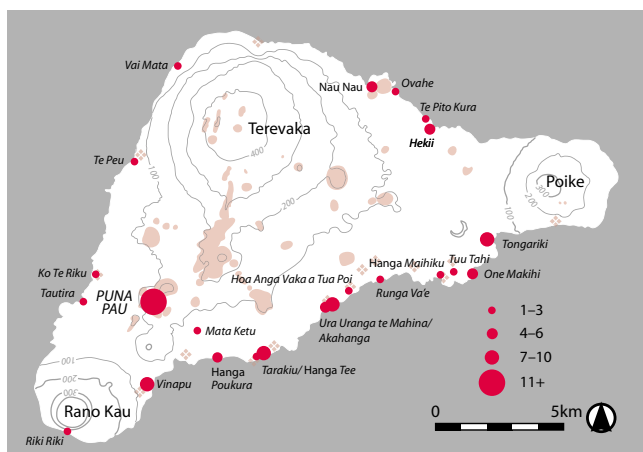 Vai Mata
Nau Nau
Ovahe
Te Pito Kura
Hekii
Terevaka
400
Te Peu
100
200
Poike
300
200
100
Tongariki
Ko Te Riku
Tautira
PUNA
PAU
Hoa Anga Vaka a Tua Poi
Hanga Maihiku
Tuu Tahi
One Makihi
Runga Va'e
Ura Uranga te Mahina/
Akahanga
Mata Ketu
Hanga
Poukura
Tarakiu/ Hanga Tee
Vinapu
100
200
300
Rano Kau
Riki Riki
1–3
4–6
7–10
11+
0
5km